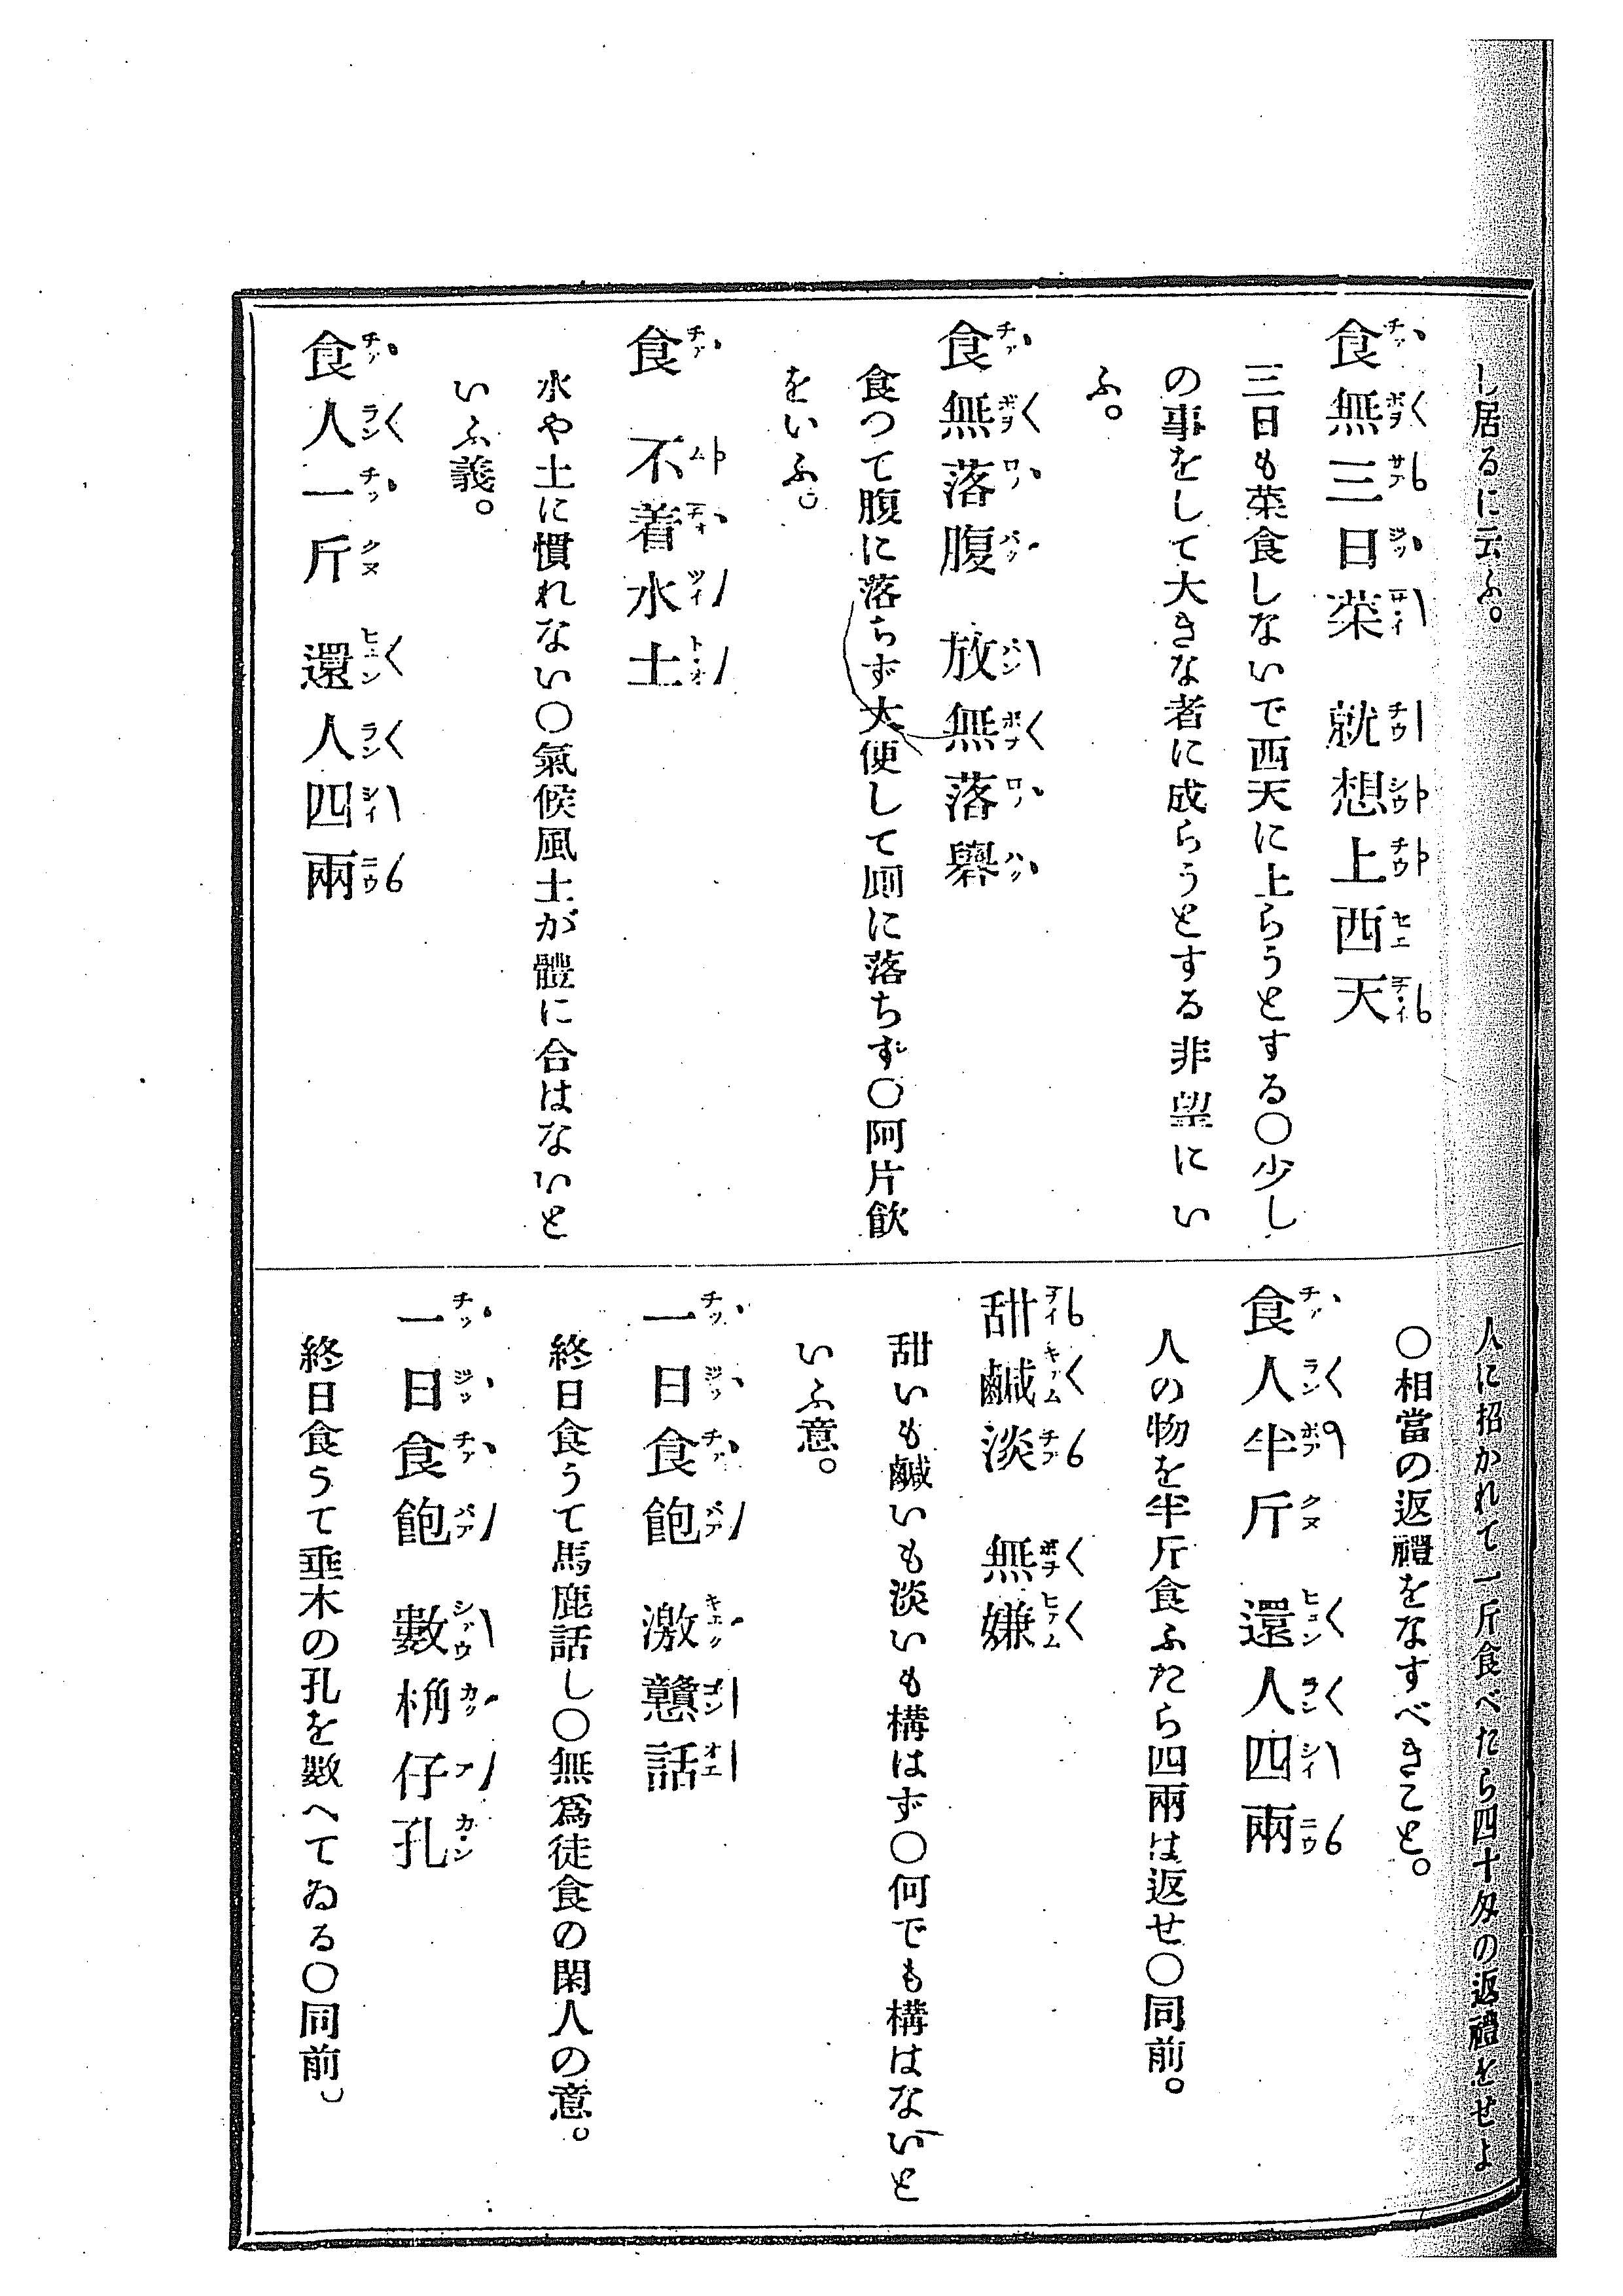 し居るに云ふ。
食無三日菜 就想上西天
三日も菜食しないで西天に上らうとする〇少し
の事をして大きな者に成らうとする非望にい
ふ。
食無落腹 放無落礐
食つて腹に落ちず大便して厠に落ちず〇阿片飮
をいふ。
食 不着水土
水や土に慣れない〇氣候風土が體に合はないと
いふ義。
食人一斤 還人四兩
人に招かれて一斤食べたら四十匁の返禮をせよ
〇相當の返禮をなすべきこと。
食人半斤 還人四兩
人の物を半斤食ふたら四兩は返せ〇同前。
甜鹹淡 無嫌
甜いも鹹いも淡いも構はず〇何でも構はないと
いふ意。
一日食飽 激戇話
終日食うて馬鹿話し〇無爲徒食の閑人の意。
一日食飽 數桷仔孔
終日食うて垂木の孔を數へてゐる〇同前。